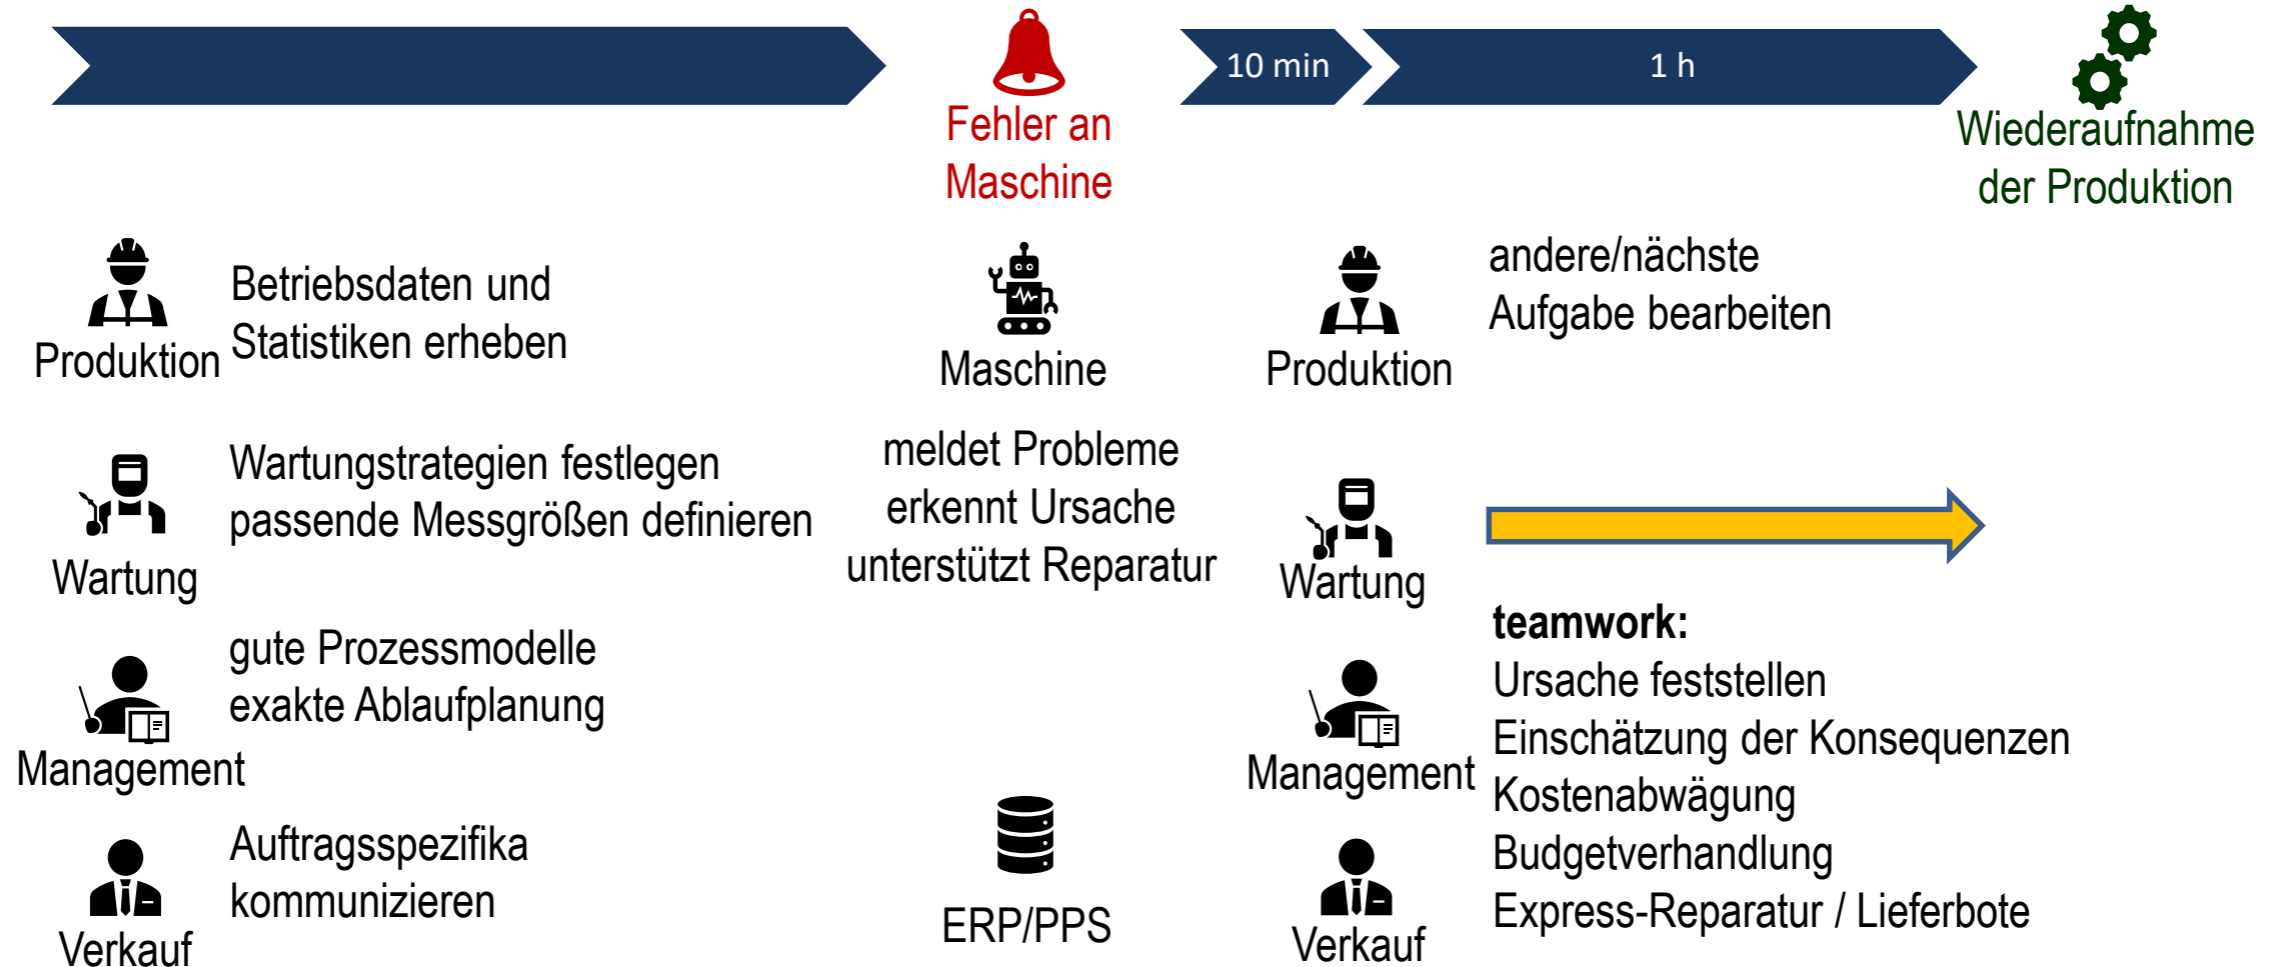 10 min
1 h
Fehler an
Maschine
Wiederaufnahme
der Produktion
Produktion
Betriebsdaten und
Statistiken erheben
Wartung
Wartungstrategien festlegen
passende Messgrößen definieren
Management
gute Prozessmodelle
exakte Ablaufplanung
Verkauf
Auftragsspezifika
kommunizieren
Maschine
meldet Probleme
erkennt Ursache
unterstützt Reparatur
ERP/PPS
Produktion
andere/nächste
Aufgabe bearbeiten
Wartung
Management
Verkauf
teamwork:
Ursache feststellen
Einschätzung der Konsequenzen
Kostenabwägung
Budgetverhandlung
Express-Reparatur / Lieferbote